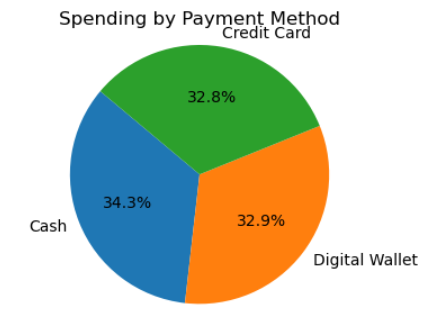 Spending by Payment Method
Credit Card
32.8%
34.3%
32.9%
Cash
Digital Wallet